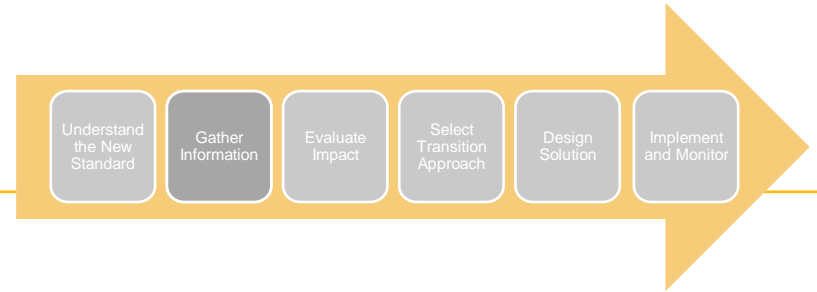 Understand
the New
Standard
Gather
Information
Evaluate
Impact
Select
Transition
Approach
Design
Solution
Implement
and Monitor